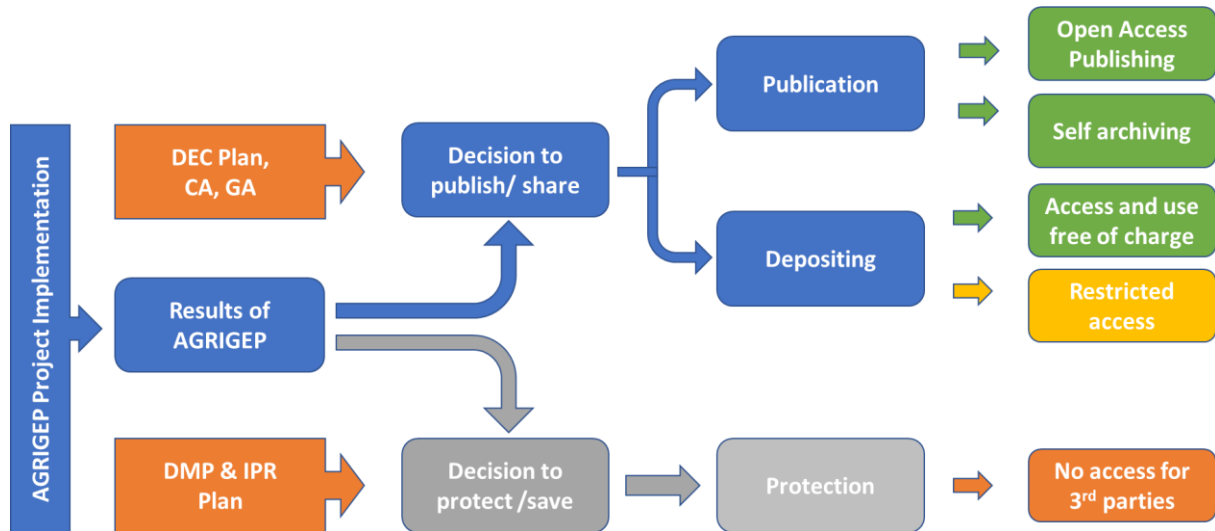 AGRIGEP Project Implementation
DEC Plan,
CA, GA
Results of
AGRIGEP
DMP & IPR
Plan
Decision to
publish/ share
Decision to
protect /save
Publication
Depositing
Protection
Open Access
Publishing
Self archiving
Access and use
free of charge
Restricted
access
No access for
3rd parties